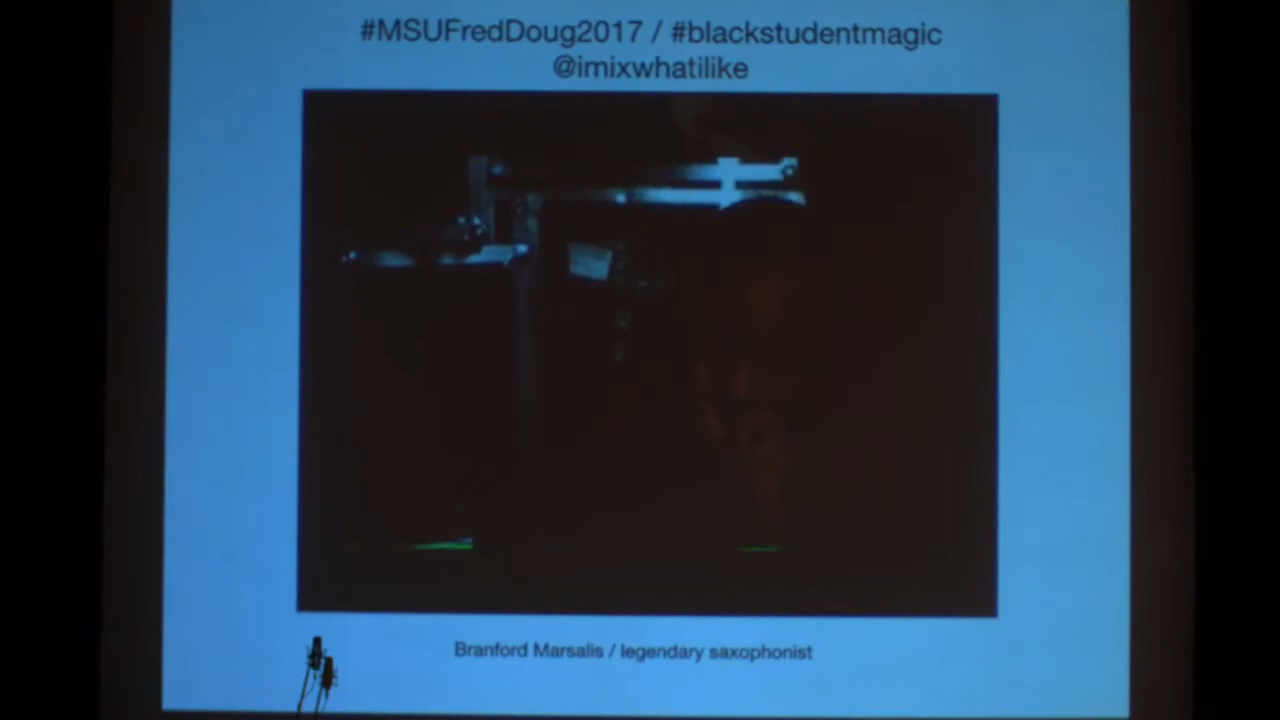 #MSUFredDoug2017 / #blackstudentmagic
@imixwhatilike
Branford Marsalis / legendary saxophonist